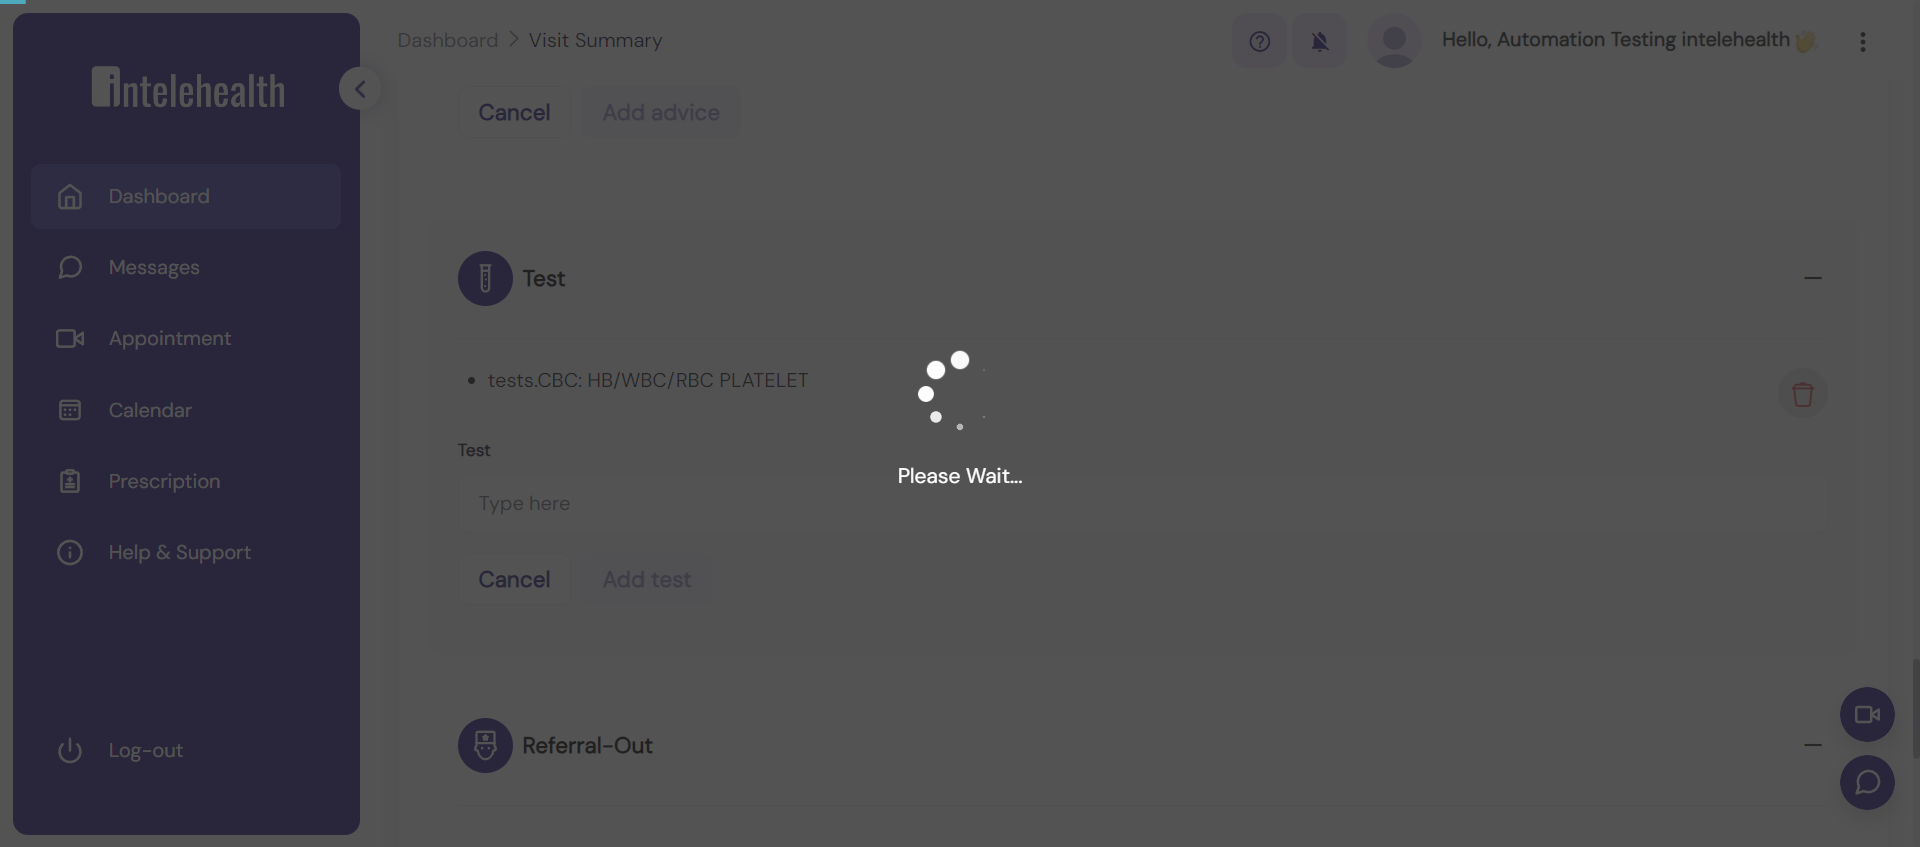 Dashboard > Visit Summary
Hello, Automation Testing intelehealth 👋
intelehealth
Dashboard
Messages
Appointment
Calendar
Prescription
Help & Support
Log-out
Cancel
Add advice
Test
• tests.CBC: HB/WBC/RBC PLATELET
Test
Type here
Cancel
Add test
Please Wait...
Referral-Out